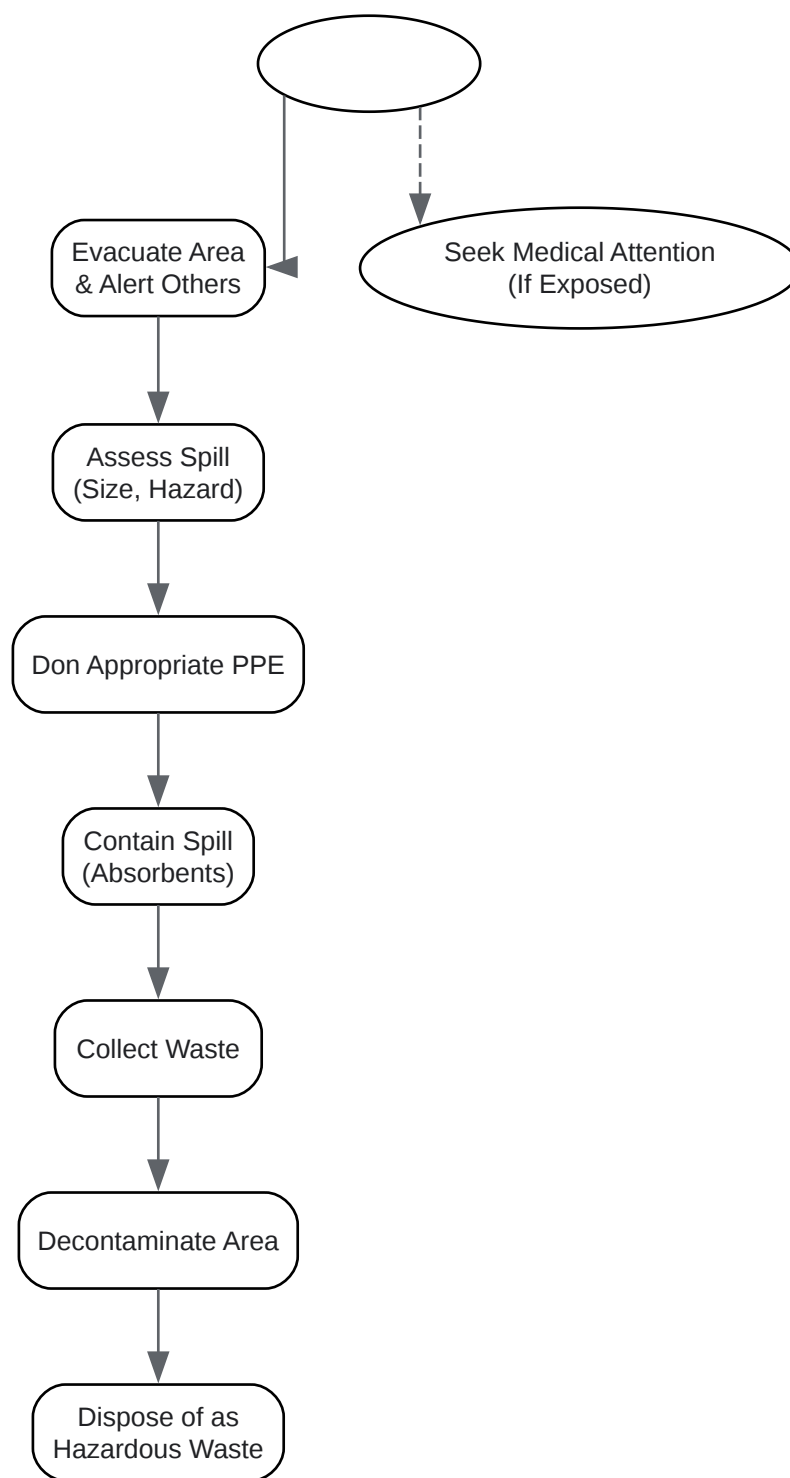 Evacuate Area
& Alert Others
Seek Medical Attention
(If Exposed)
Assess Spill
(Size, Hazard)
Don Appropriate PPE
Contain Spill
(Absorbents)
Collect Waste
Decontaminate Area
Dispose of as
Hazardous Waste